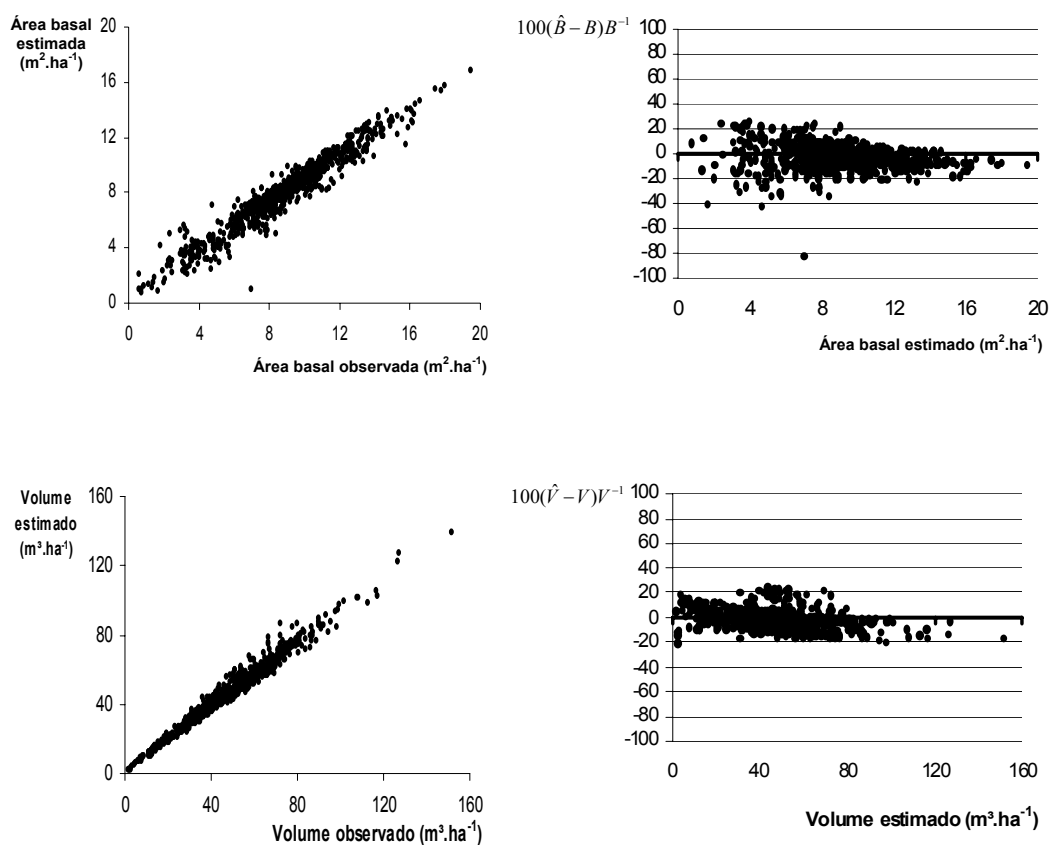 Área basal
estimada
(m².ha⁻¹)
20
16
12
8
4
0
0 4 8 12 16 20
Área basal observada (m².ha⁻¹)
100(B̂ – B)B⁻¹
100
80
60
40
20
0
-20
-40
-60
-80
-100
0 4 8 12 16 20
Área basal estimado (m².ha⁻¹)
Volume
estimado
(m³.ha⁻¹)
160
120
80
40
0
0 40 80 120 160
Volume observado (m³.ha⁻¹)
100(V̂ – V)V⁻¹
100
80
60
40
20
0
-20
-40
-60
-80
-100
0 40 80 120 160
Volume estimado (m³.ha⁻¹)